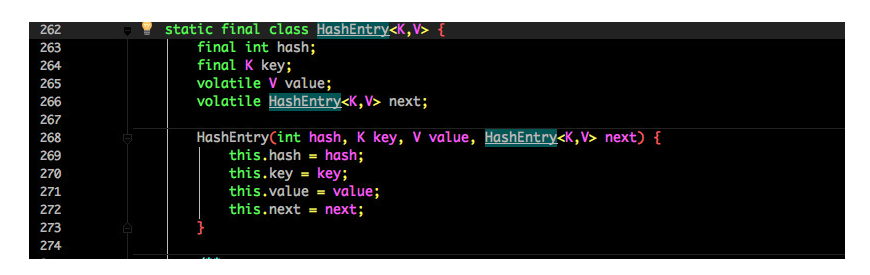 262 static final class HashEntry<K,V> {
263 final int hash;
264 final K key;
265 volatile V value;
266 volatile HashEntry<K,V> next;
267
268 HashEntry(int hash, K key, V value, HashEntry<K,V> next) {
269 this.hash = hash;
270 this.key = key;
271 this.value = value;
272 this.next = next;
273 }
274